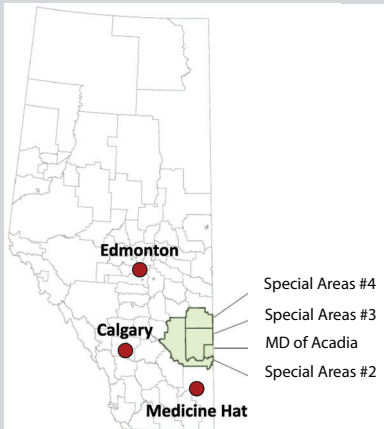 Edmonton
Special Areas #4
Special Areas #3
Calgary
MD of Acadia
Special Areas #2
Medicine Hat